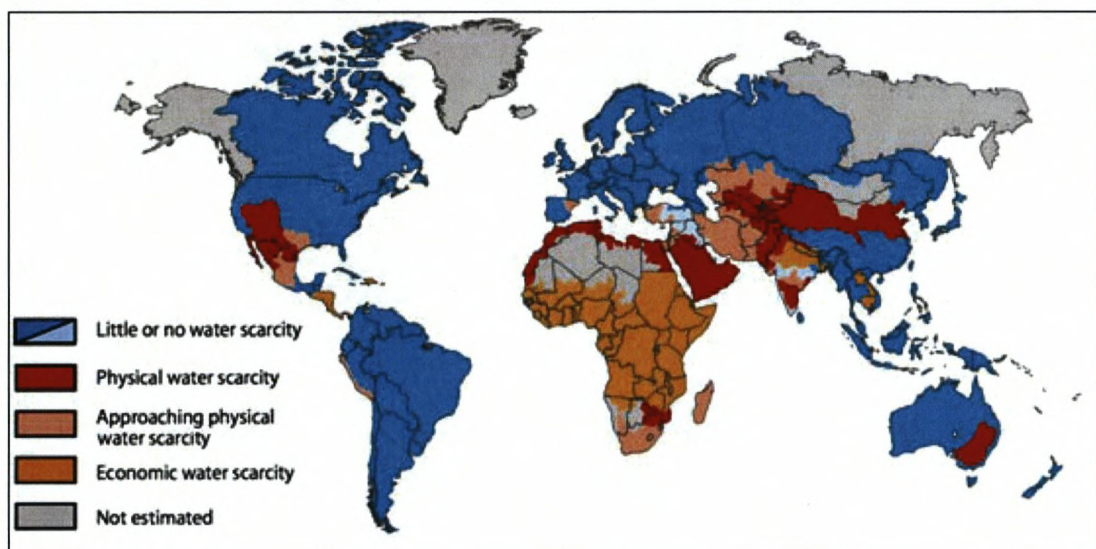 Little or no water scarcity
Physical water scarcity
Approaching physical
water scarcity
Economic water scarcity
Not estimated